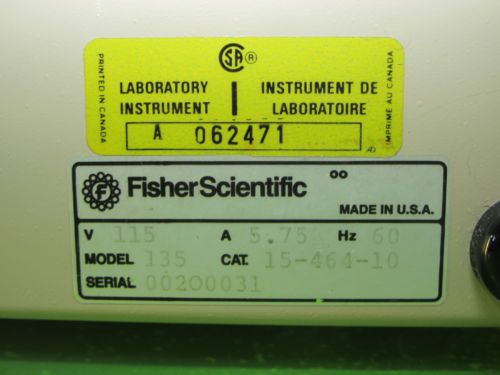 SA ®
PRINTED IN CANADA
LABORATORY INSTRUMENT
INSTRUMENT DE LABORATOIRE
IMPRIMÉ AU CANADA
A 062471
F FisherScientific
MADE IN U.S.A.
V 115 A 5.75 Hz 60
MODEL 135 CAT. 15-464-10
SERIAL 00200031